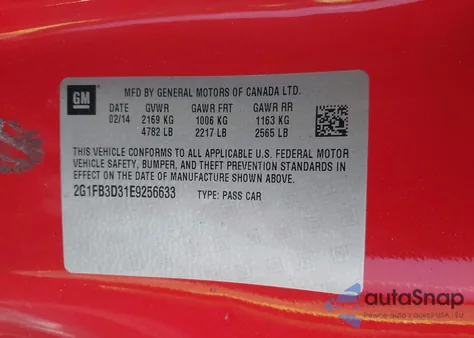 GM
MFD BY GENERAL MOTORS OF CANADA LTD.
DATE GVWR GAWR FRT GAWR RR
02/14 2169 KG 1006 KG 1163 KG
4782 LB 2217 LB 2565 LB
THIS VEHICLE CONFORMS TO ALL APPLICABLE U.S. FEDERAL MOTOR
VEHICLE SAFETY, BUMPER, AND THEFT PREVENTION STANDARDS IN
EFFECT ON THE DATE OF MANUFACTURE SHOWN ABOVE.
2G1FB3D31E9256633 TYPE: PASS CAR
autaSnap